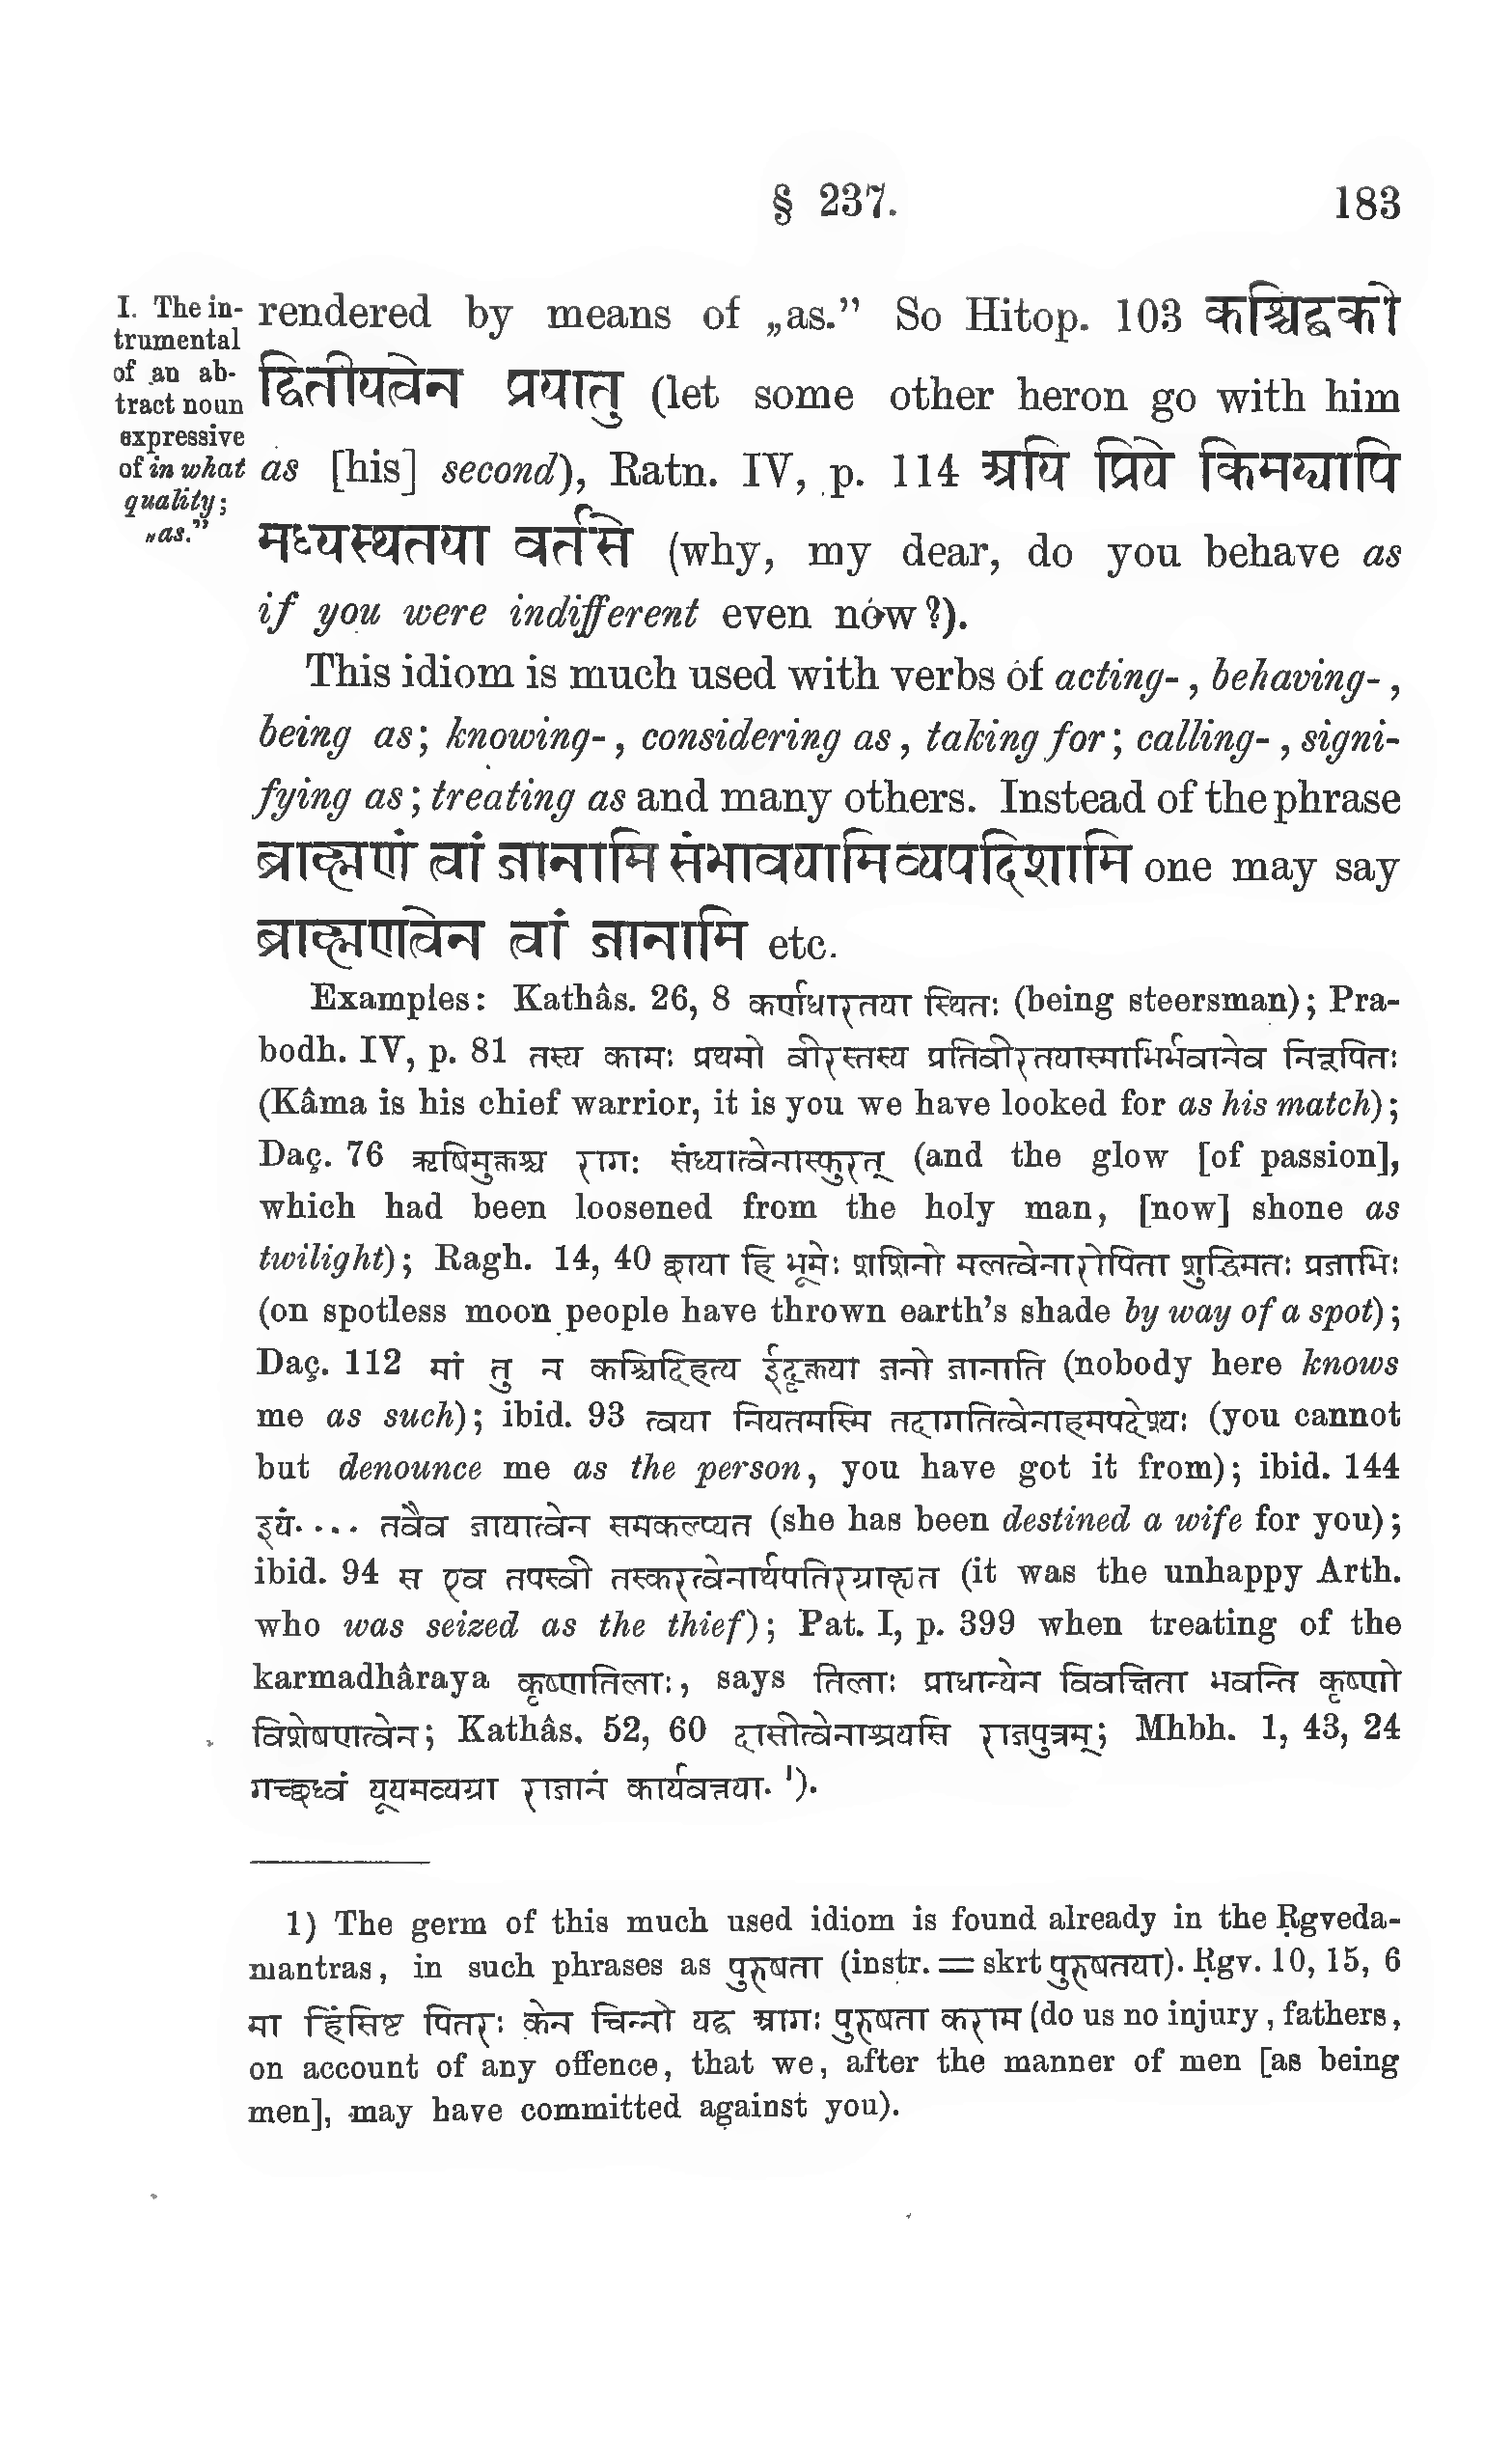 § 237.
183
I. The in-
trumental
of an ab-
tract noun
expressive
of in what
quality;
„as.”
rendered by means of „as.” So Hitop. 103 कश्चिद्बको
द्वितीयत्वेन प्रयातु (let some other heron go with him
as [his] second), Ratn. IV, p. 114 अयि प्रिये किमद्यापि
मध्यस्थतया वर्तसे (why, my dear, do you behave as
if you were indifferent even now?).
This idiom is much used with verbs of acting-, behaving-,
being as; knowing-, considering as, taking for; calling-, signi-
fying as; treating as and many others. Instead of the phrase
ब्राह्मणं त्वां जानामि संभावयामि व्यपदिशामि one may say
ब्राह्मणत्वेन त्वां जानामि etc.
Examples: Kathâs. 26, 8 कर्णधारतया स्थितः (being steersman); Pra-
bodh. IV, p. 81 तस्य कामः प्रथमो वीरस्तस्य प्रतिवीरतयास्माभिर्भवानेव निरूपितः
(Kâma is his chief warrior, it is you we have looked for as his match);
Daç. 76 ऋषिमुक्तश्च रागः संध्यात्वेनास्फुरत् (and the glow [of passion],
which had been loosened from the holy man, [now] shone as
twilight); Ragh. 14, 40 छाया हि भूमेः शशिनो मलत्वेनारोपिता शुद्धिमतः प्रजाभिः
(on spotless moon people have thrown earth’s shade by way of a spot);
Daç. 112 मां तु न कश्चिदिहत्य ईदृक्तया जनो जानाति (nobody here knows
me as such); ibid. 93 त्वया नियतमस्मि तदागतित्वेनाहमपदेश्यः (you cannot
but denounce me as the person, you have got it from); ibid. 144
इयं.... तवैव जायात्वेन समकल्प्यत (she has been destined a wife for you);
ibid. 94 स एव तपस्वी तस्करत्वेनार्थपतिरग्राह्यत (it was the unhappy Arth.
who was seized as the thief); Pat. I, p. 399 when treating of the
karmadhâraya कृष्णतिलाः, says तिलाः प्राधान्येन विवक्षिता भवन्ति कृष्णो
विशेषणत्वेन; Kathâs. 52, 60 दासीत्वेनाश्रयसि राजपुत्रम्; Mhbh. 1, 43, 24
गच्छध्वं यूयमव्यग्रा राजानं कार्यवत्तया. ¹).
1) The germ of this much used idiom is found already in the Ṛgveda-
mantras, in such phrases as पुरुषता (instr. = skrt पुरुषतया). Ṛgv. 10, 15, 6
मा हिंसिष्ट पितरः केन चिन्नो यद्व आगः पुरुषता कराम (do us no injury, fathers,
on account of any offence, that we, after the manner of men [as being
men], may have committed against you).